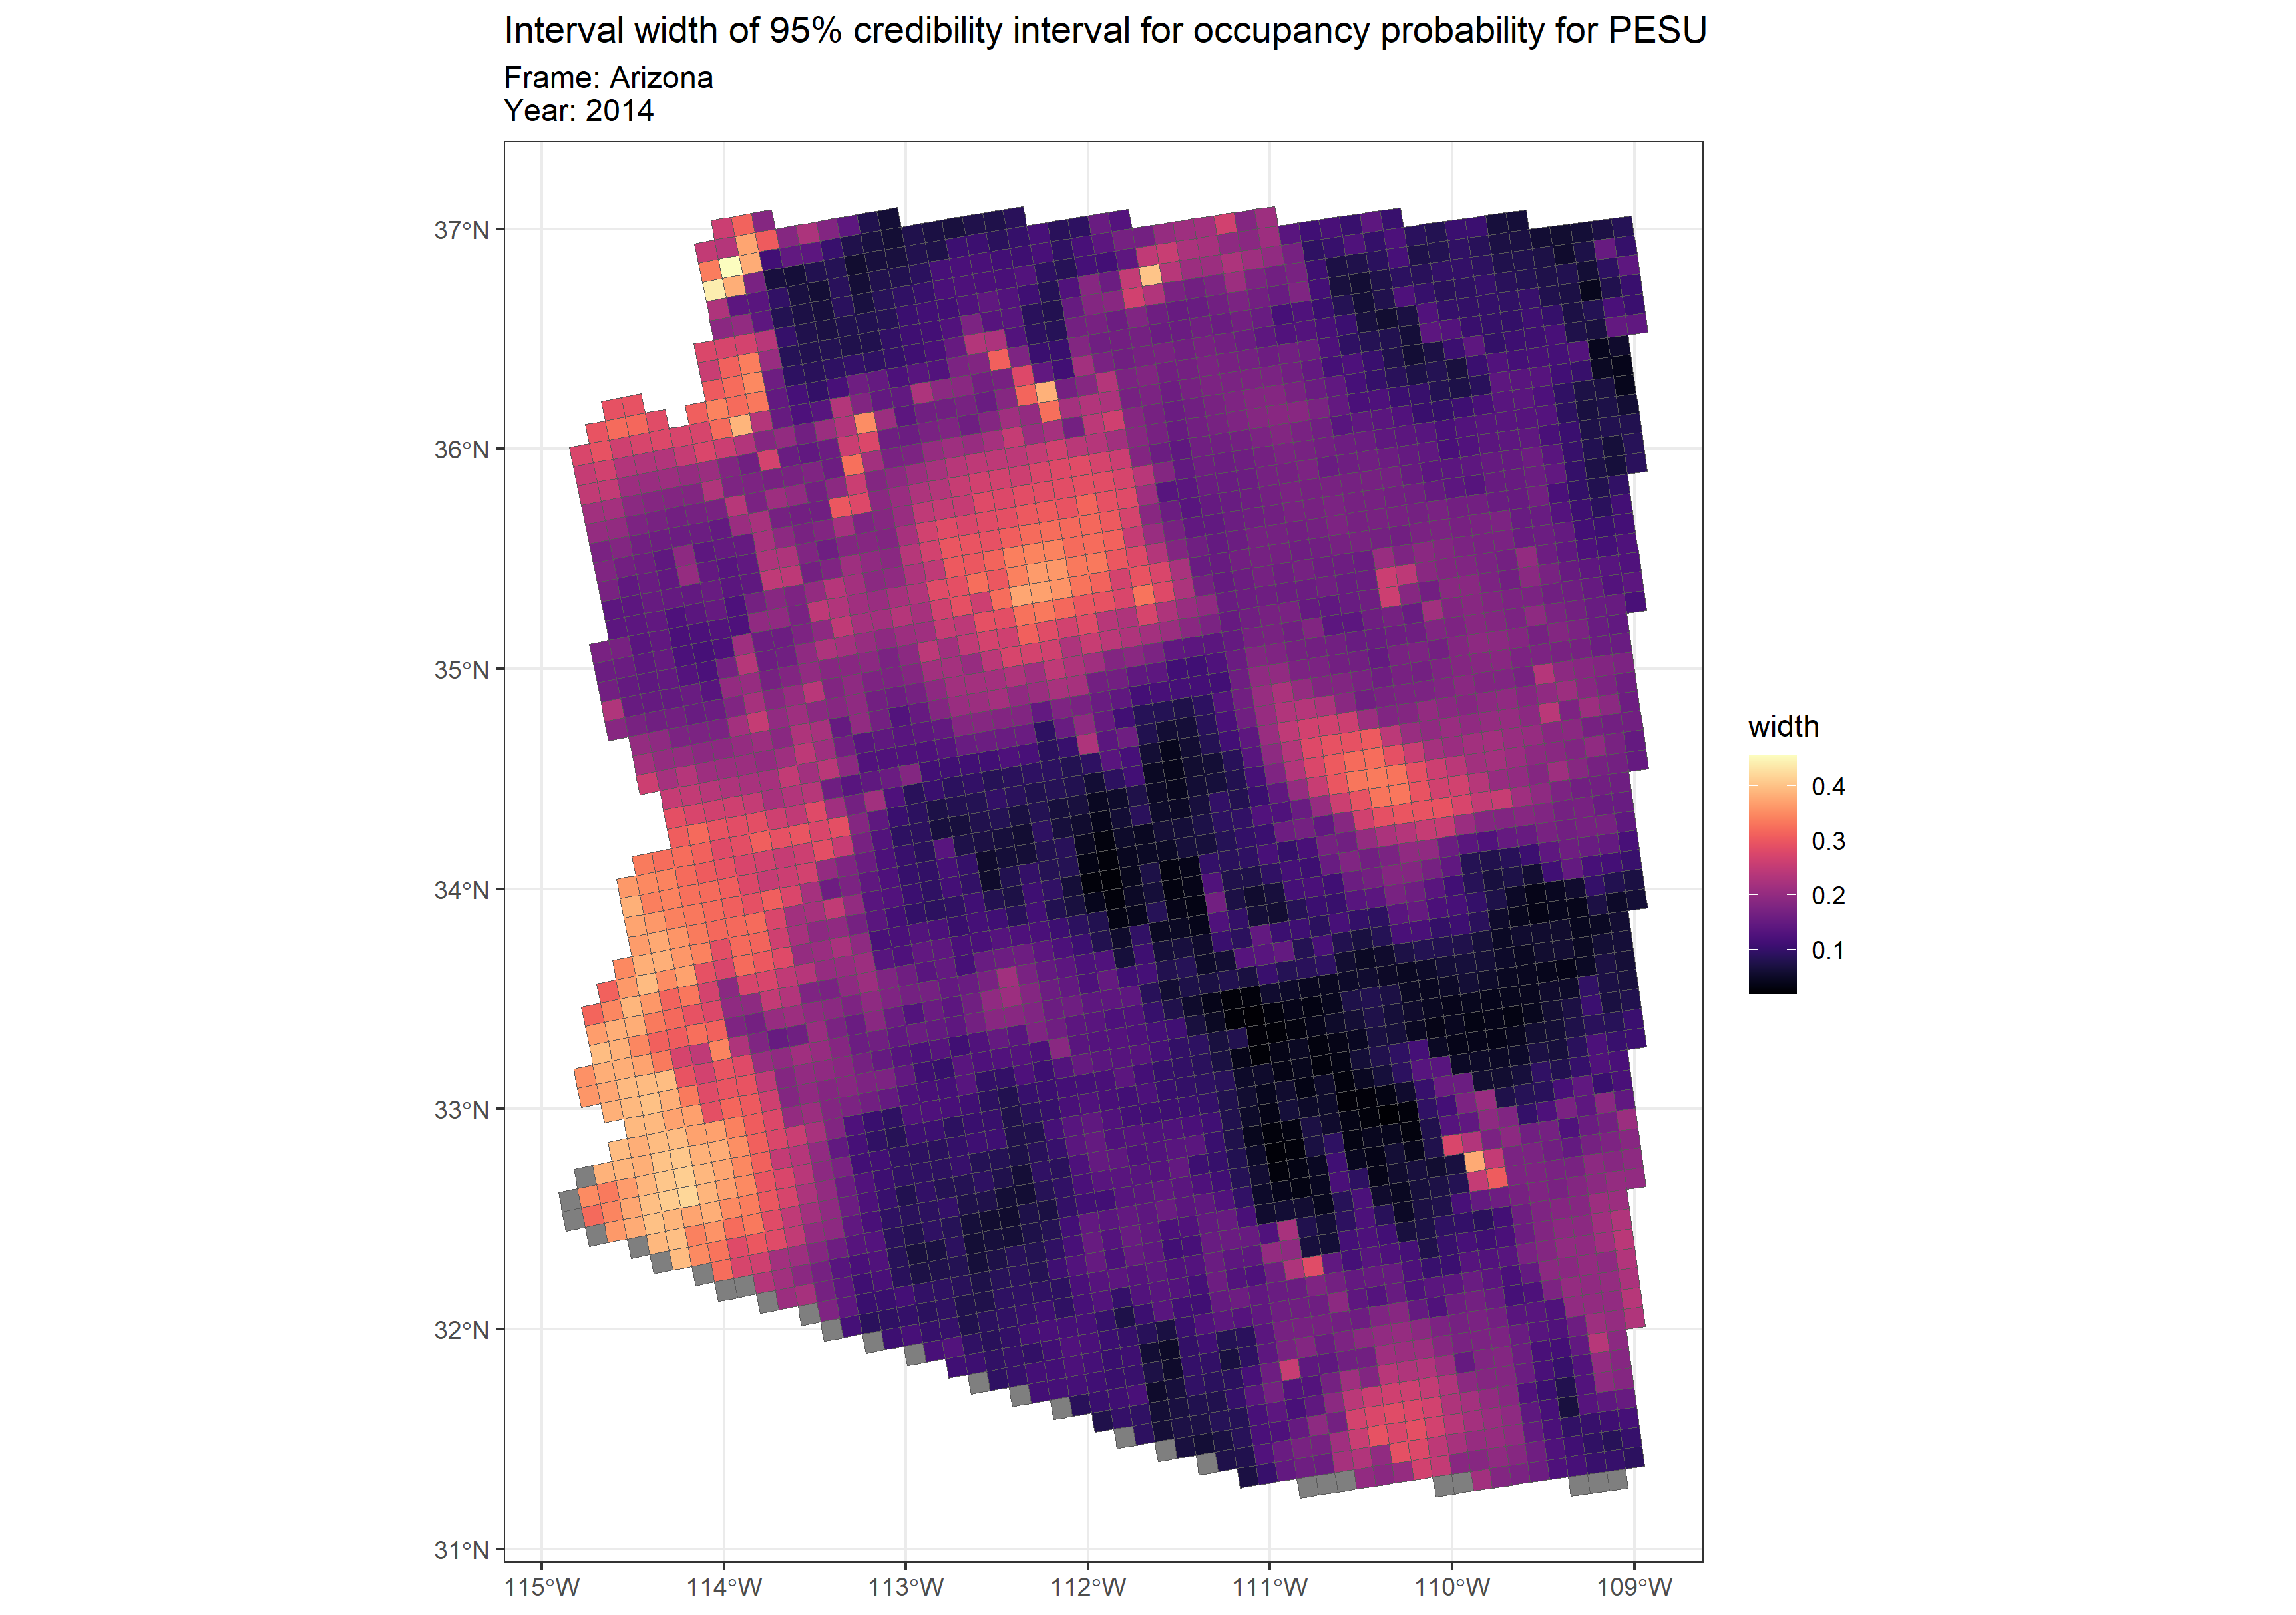 Interval width of 95% credibility interval for occupancy probability for PESU
Frame: Arizona
Year: 2014
37°N
36°N
35°N
34°N
33°N
32°N
31°N
115°W
114°W
113°W
112°W
111°W
110°W
109°W
width
0.4
0.3
0.2
0.1